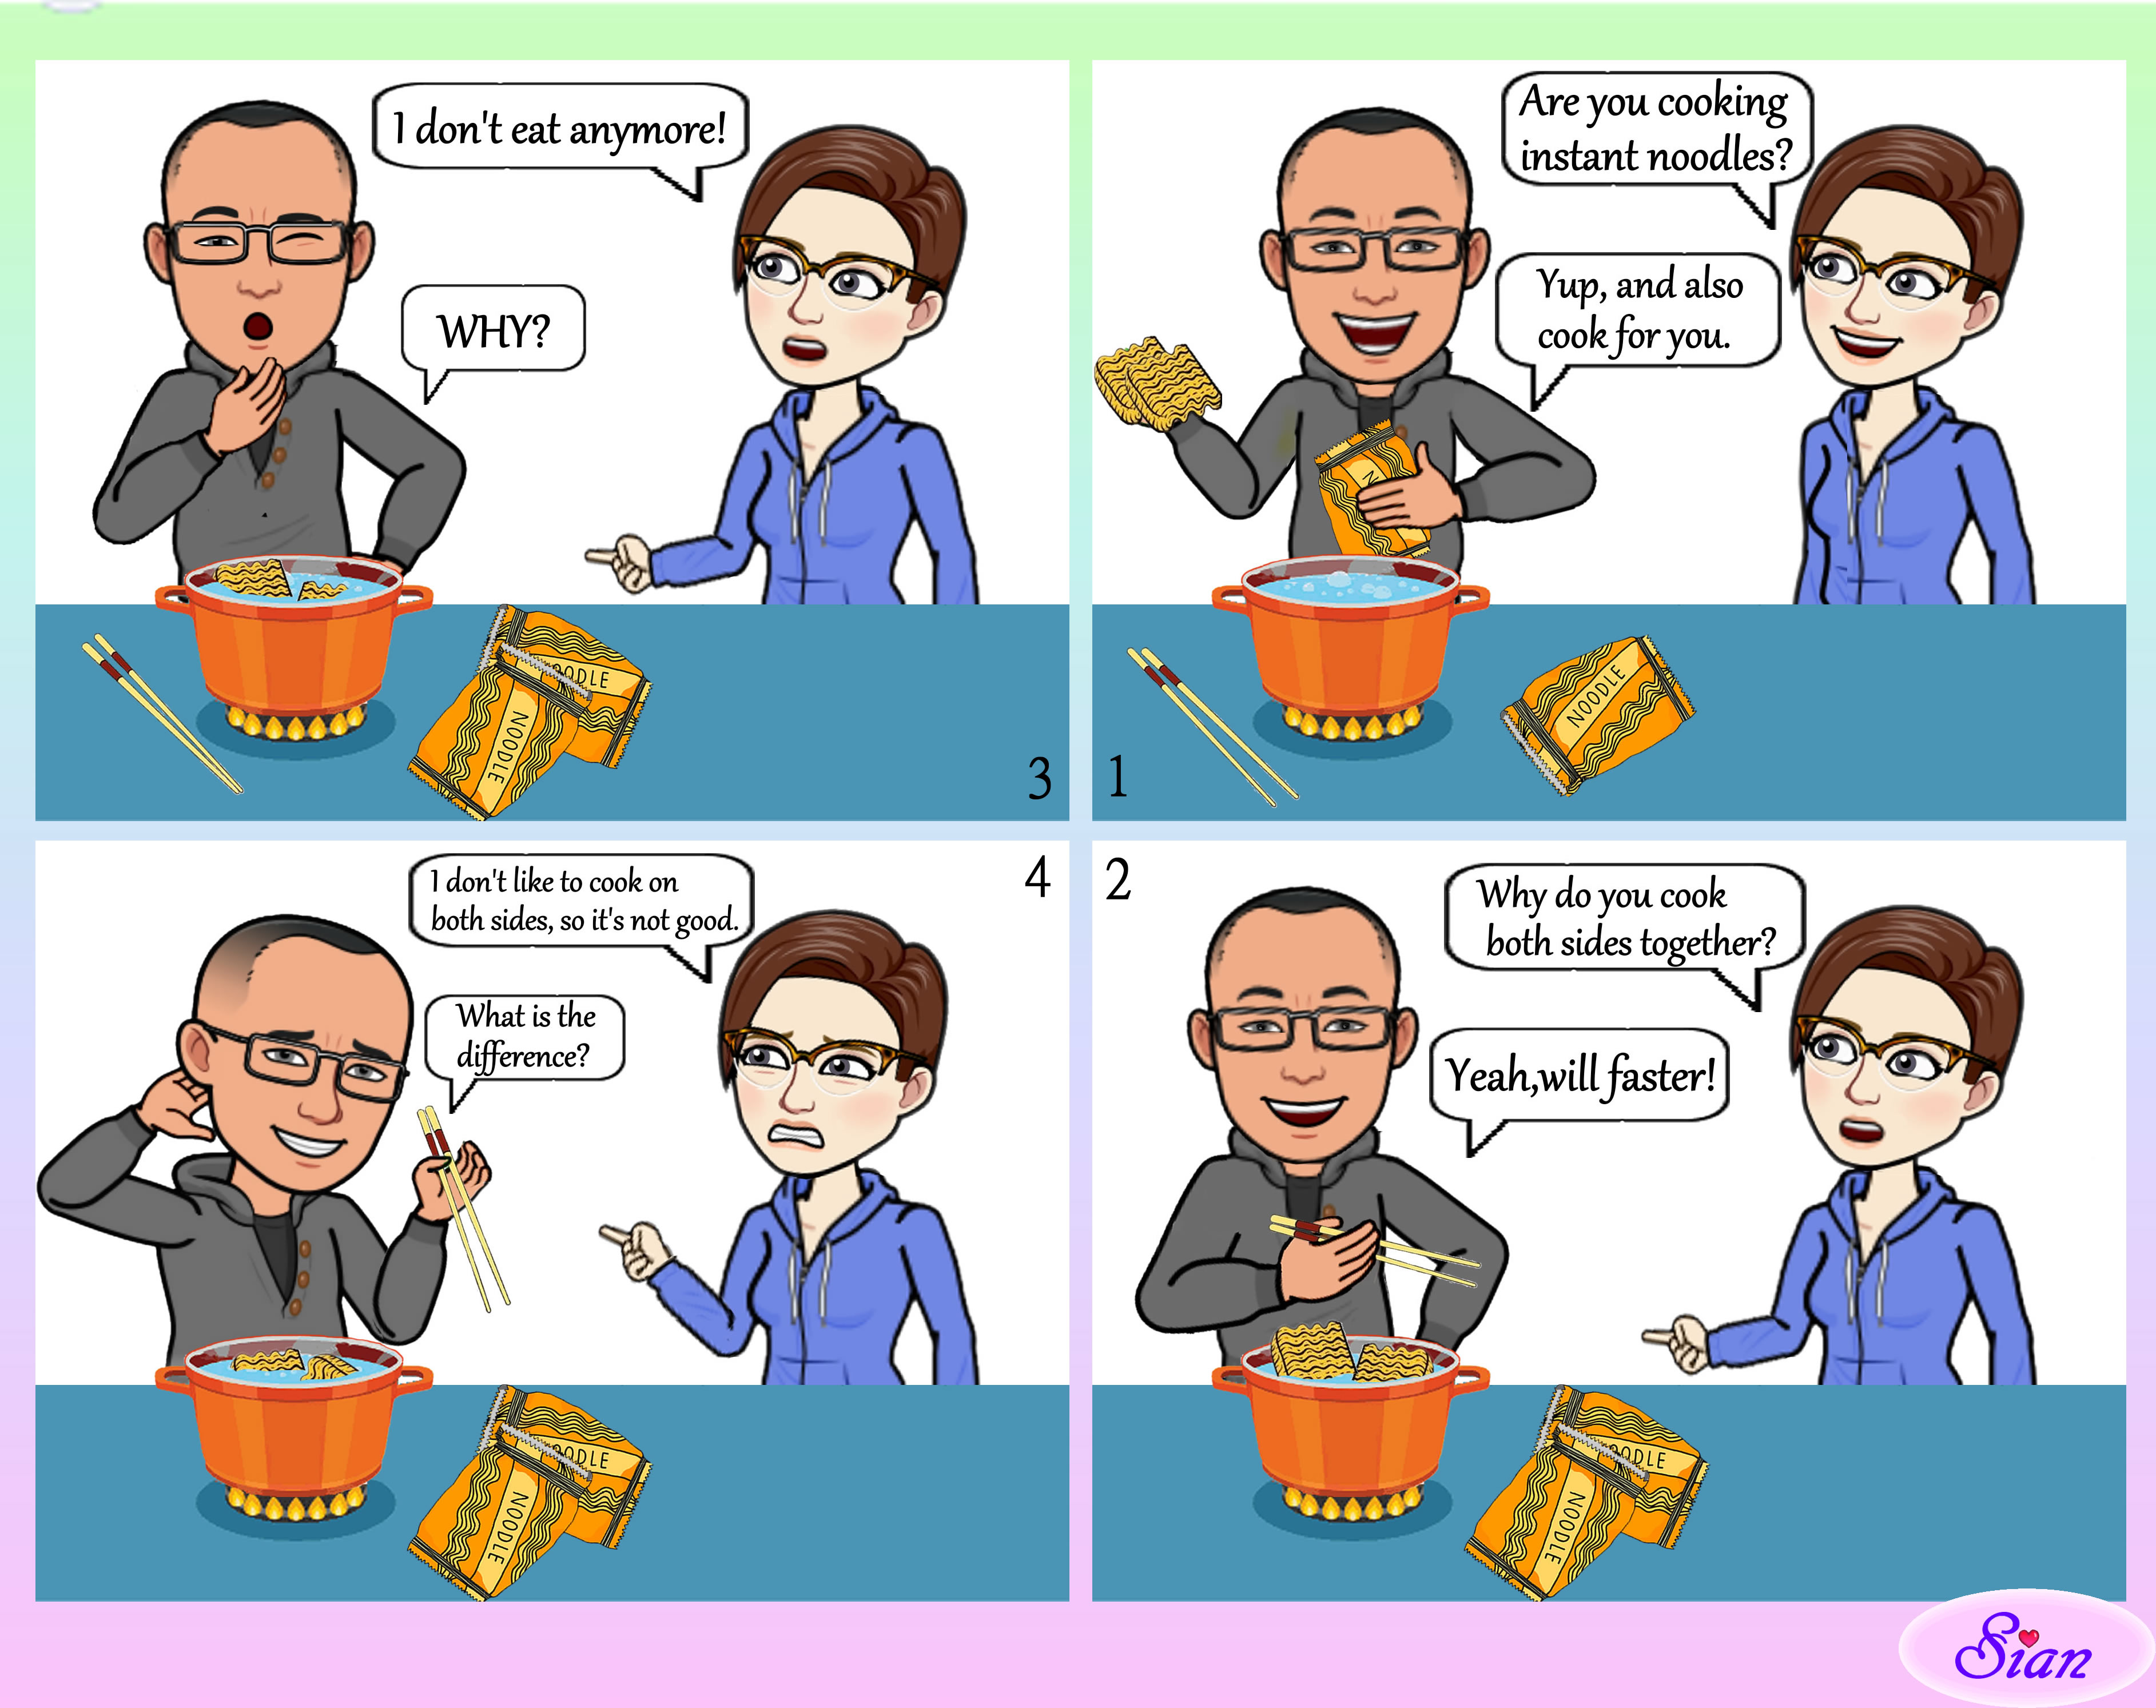 Are you cooking
instant noodles?
Yup, and also
cook for you.
NOODLE
1
Why do you cook
both sides together?
Yeah,will faster!
NOODLE
NOODLE
2
I don't eat anymore!
WHY?
NOODLE
NOODLE
3
I don't like to cook on
both sides, so it's not good.
What is the
difference?
NOODLE
NOODLE
4
Sian